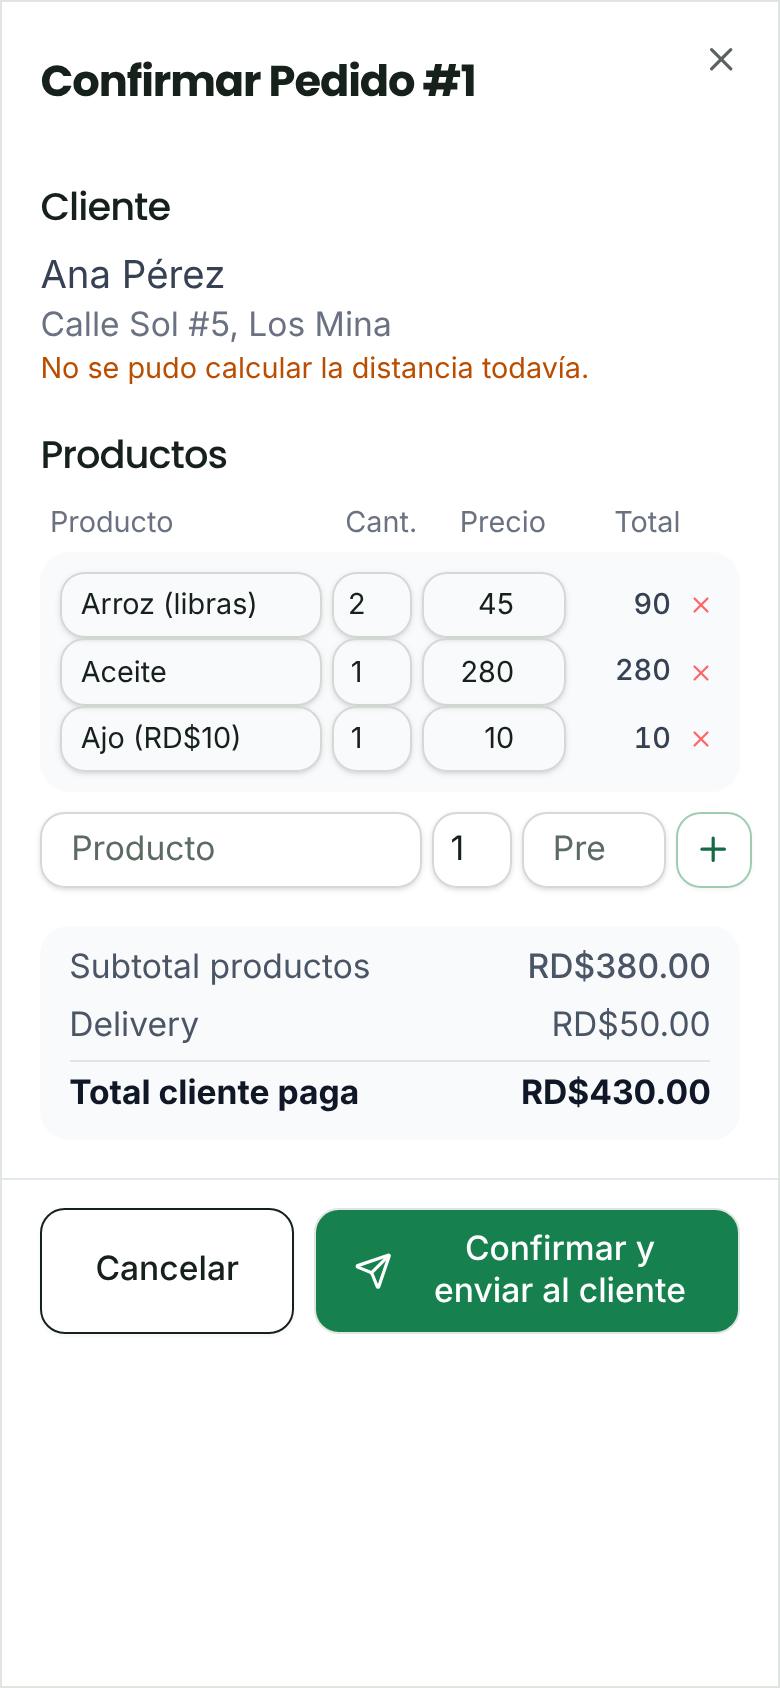 Confirmar Pedido #1
Cliente
Ana Pérez
Calle Sol #5, Los Mina
No se pudo calcular la distancia todavía.
Productos
Producto Cant. Precio Total
Arroz (libras) 2 45 90
Aceite 1 280 280
Ajo (RD$10) 1 10 10
Producto 1 Pre
Subtotal productos RD$380.00
Delivery RD$50.00
Total cliente paga RD$430.00
Cancelar
Confirmar y
enviar al cliente